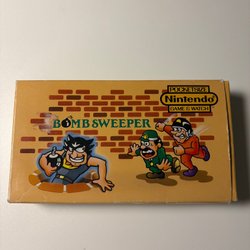 POCKETSIZE
Nintendo
GAME & WATCH
BOMB SWEEPER